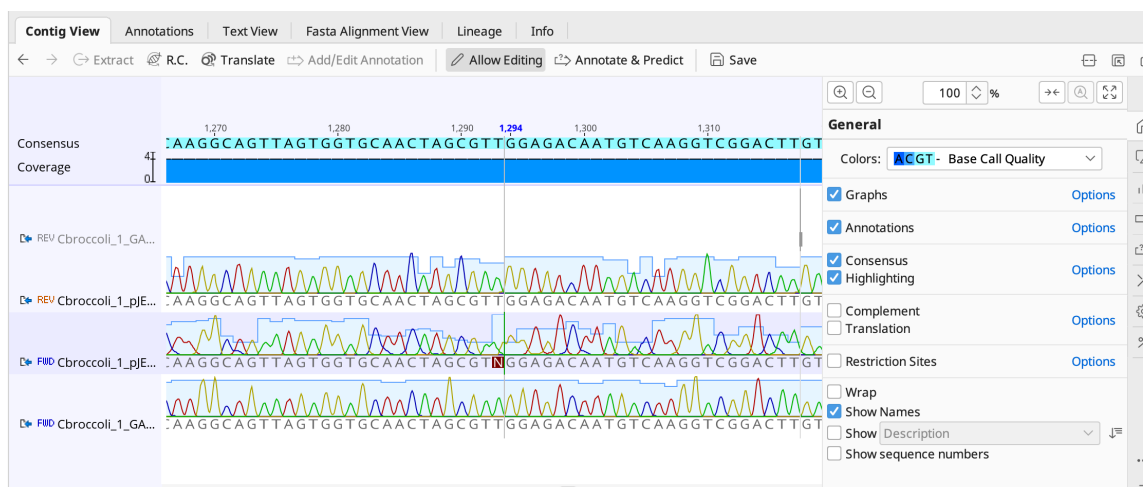 Contig View Annotations Text View Fasta Alignment View Lineage Info
Extract R.C. Translate Add/Edit Annotation Allow Editing Annotate & Predict Save
100 %
General
Colors: ACGT - Base Call Quality
Graphs Options
Annotations Options
Consensus
Highlighting Options
Complement
Translation Options
Restriction Sites Options
Wrap
Show Names
Show Description
Show sequence numbers
1,270 1,280 1,290 1,294 1,300 1,310
Consensus CAAGGCAGTTAGTGGTGCAACTAGCGTTGGAGACAATGTCAAGGTCGGACTTGT
Coverage 4 0
REV Cbroccoli_1_GA...
REV Cbroccoli_1_pJE... CAAGGCAGTTAGTGGTGCAACTAGCGTTGGAGACAATGTCAAGGTCGGACTTGT
FWD Cbroccoli_1_pJE... CAAGGCAGTTAGTGGTGCAACTAGCGTNGGAGACAATGTCAAGGTCGGACTTGT
FWD Cbroccoli_1_GA... CAAGGCAGTTAGTGGTGCAACTAGCGTTGGAGACAATGTCAAGGTCGGACTTGT